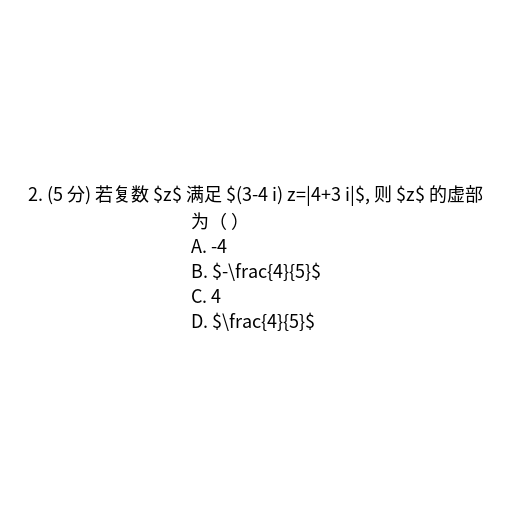 2. (5 分) 若复数 $z$ 满足 $(3-4 i) z=|4+3 i|$, 则 $z$ 的虚部
为（ ）
A. -4
B. $-\frac{4}{5}$
C. 4
D. $\frac{4}{5}$